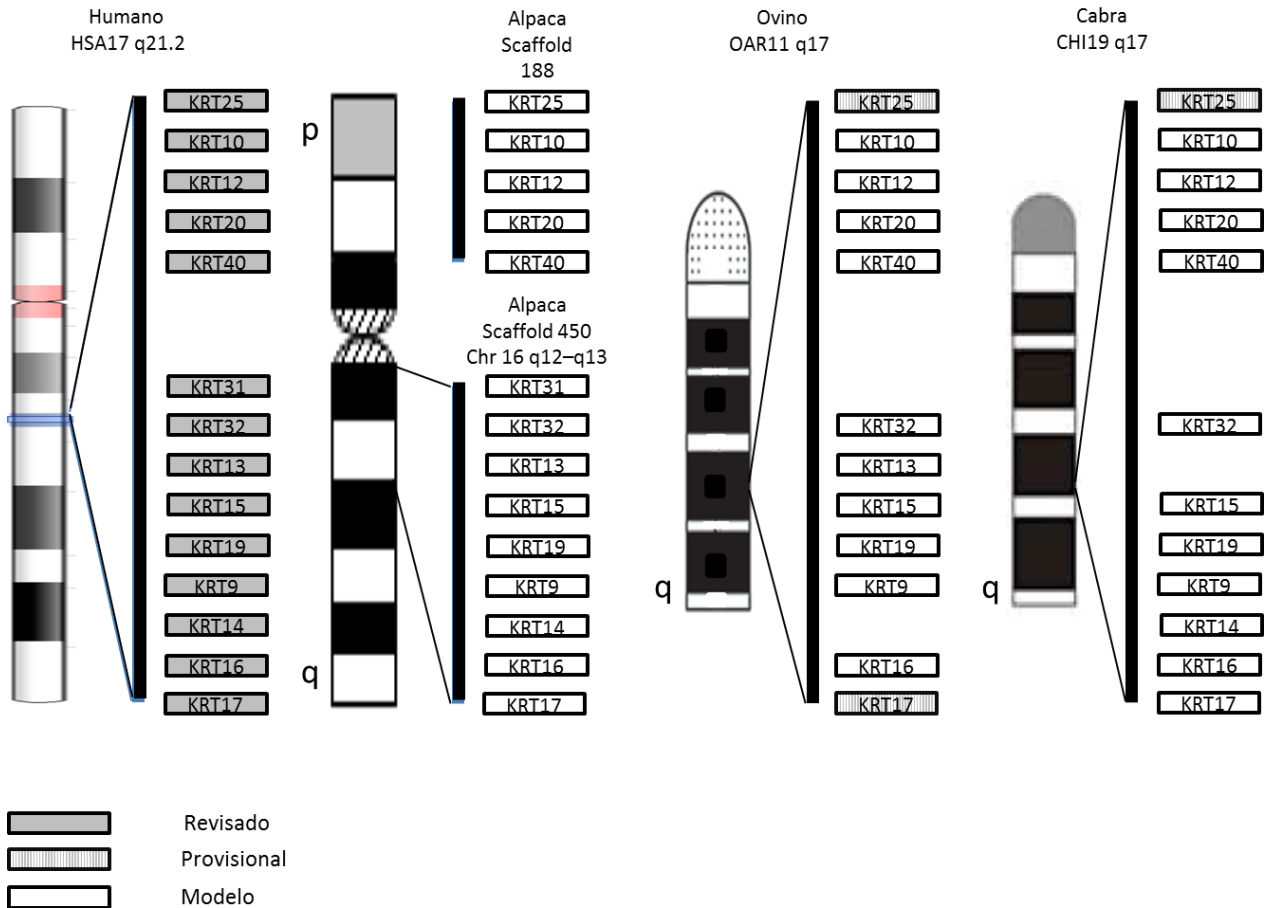 Humano
HSA17 q21.2
KRT25
KRT10
KRT12
KRT20
KRT40
KRT31
KRT32
KRT13
KRT15
KRT19
KRT9
KRT14
KRT16
KRT17
p
q
Alpaca
Scaffold
188
KRT25
KRT10
KRT12
KRT20
KRT40
Alpaca
Scaffold 450
Chr 16 q12–q13
KRT31
KRT32
KRT13
KRT15
KRT19
KRT9
KRT14
KRT16
KRT17
Ovino
OAR11 q17
q
KRT25
KRT10
KRT12
KRT20
KRT40
KRT32
KRT13
KRT15
KRT19
KRT9
KRT16
KRT17
Cabra
CHI19 q17
q
KRT25
KRT10
KRT12
KRT20
KRT40
KRT32
KRT15
KRT19
KRT9
KRT14
KRT16
KRT17
Revisado
Provisional
Modelo